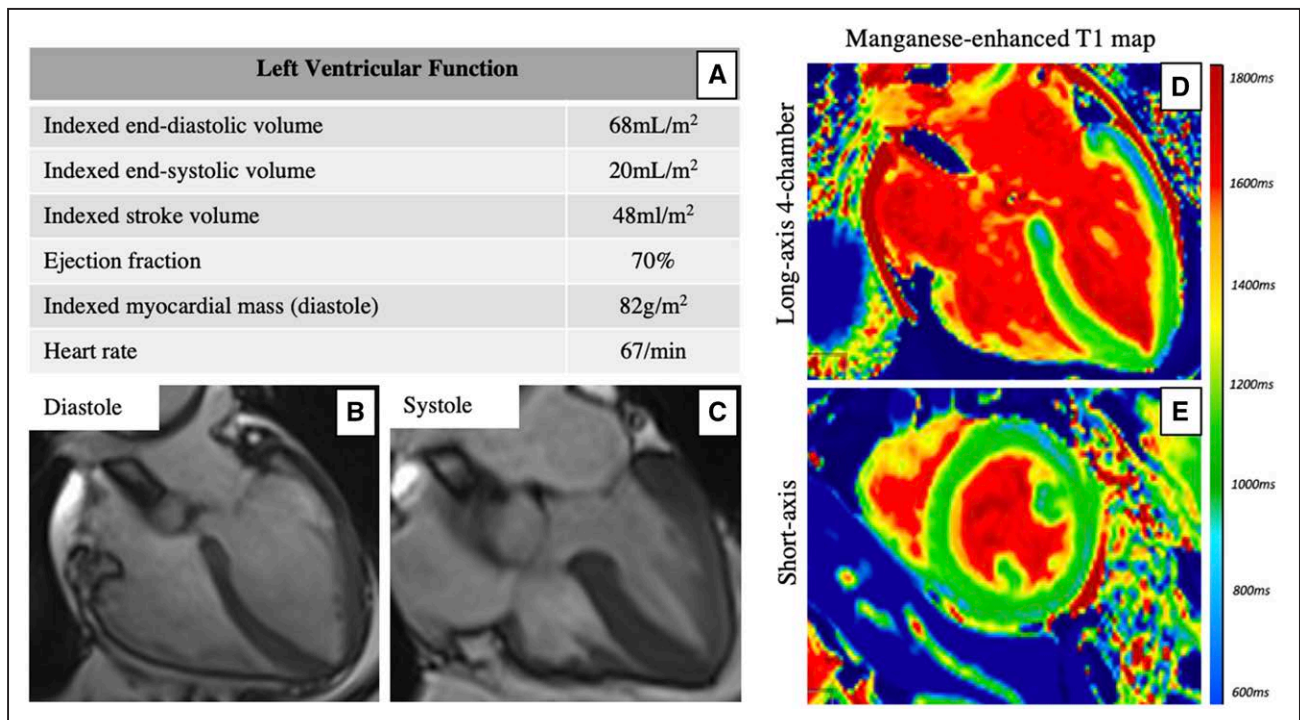 Left Ventricular Function
A
Indexed end-diastolic volume 68mL/m²
Indexed end-systolic volume 20mL/m²
Indexed stroke volume 48ml/m²
Ejection fraction 70%
Indexed myocardial mass (diastole) 82g/m²
Heart rate 67/min
Diastole
B
Systole
C
Manganese-enhanced T1 map
Long-axis 4-chamber
D
Short-axis
E
1800ms
1600ms
1400ms
1200ms
1000ms
800ms
600ms